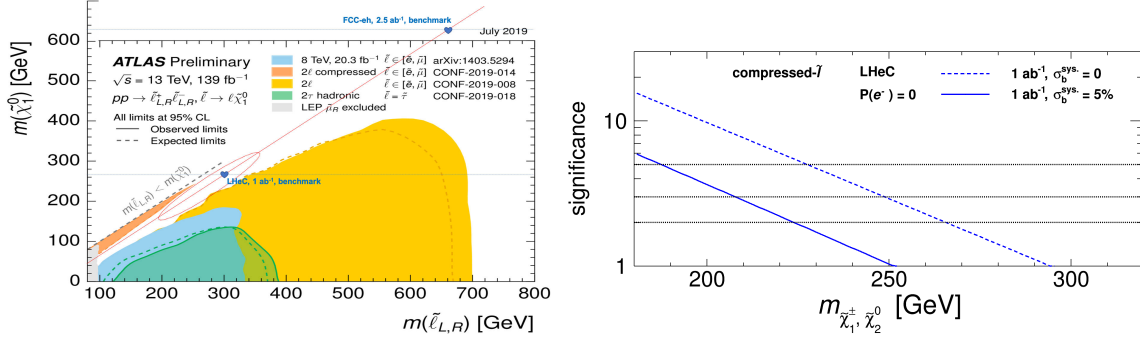 FCC-eh, 2.5 ab⁻¹, benchmark
July 2019
ATLAS Preliminary
√s = 13 TeV, 139 fb⁻¹
pp → ℓ̃⁺L,R ℓ̃⁻L,R, ℓ̃ → ℓχ̃⁰₁
All limits at 95% CL
Observed limits
Expected limits
8 TeV, 20.3 fb⁻¹ ℓ̃ ∈ [ẽ, μ̃] arXiv:1403.5294
2ℓ compressed ℓ̃ ∈ [ẽ, μ̃] CONF-2019-014
2ℓ ℓ̃ ∈ [ẽ, μ̃] CONF-2019-008
2τ hadronic ℓ̃ = τ̃ CONF-2019-018
LEP μ̃R excluded
m(ℓ̃L,R) < m(χ̃⁰₁)
LHeC, 1 ab⁻¹, benchmark
m(χ̃⁰₁) [GeV]
600
500
400
300
200
100
0
100 200 300 400 500 600 700 800
m(ℓ̃L,R) [GeV]
compressed-l̃ LHeC 1 ab⁻¹, σb^sys. = 0
P(e⁻) = 0 1 ab⁻¹, σb^sys. = 5%
significance
10
1
200 250 300
m χ̃₁^±, χ̃₂⁰ [GeV]